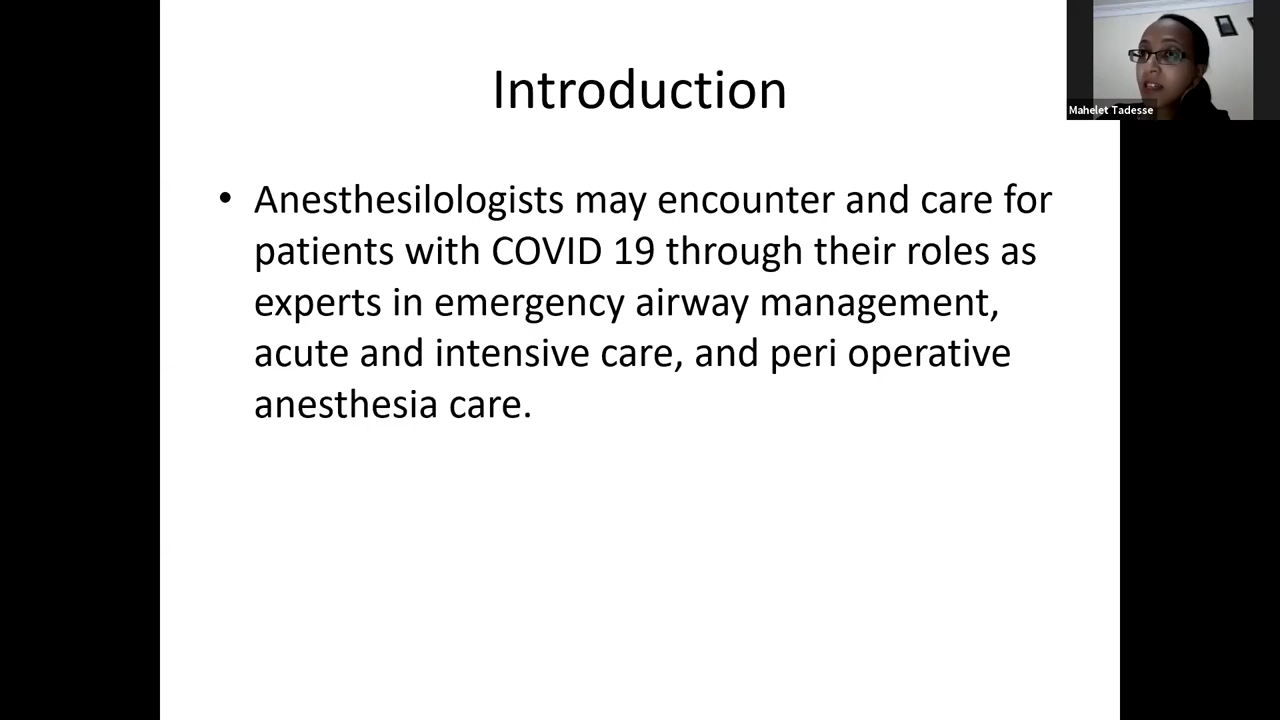 Introduction
Mahelet Tadesse
• Anesthesilologists may encounter and care for
patients with COVID 19 through their roles as
experts in emergency airway management,
acute and intensive care, and peri operative
anesthesia care.